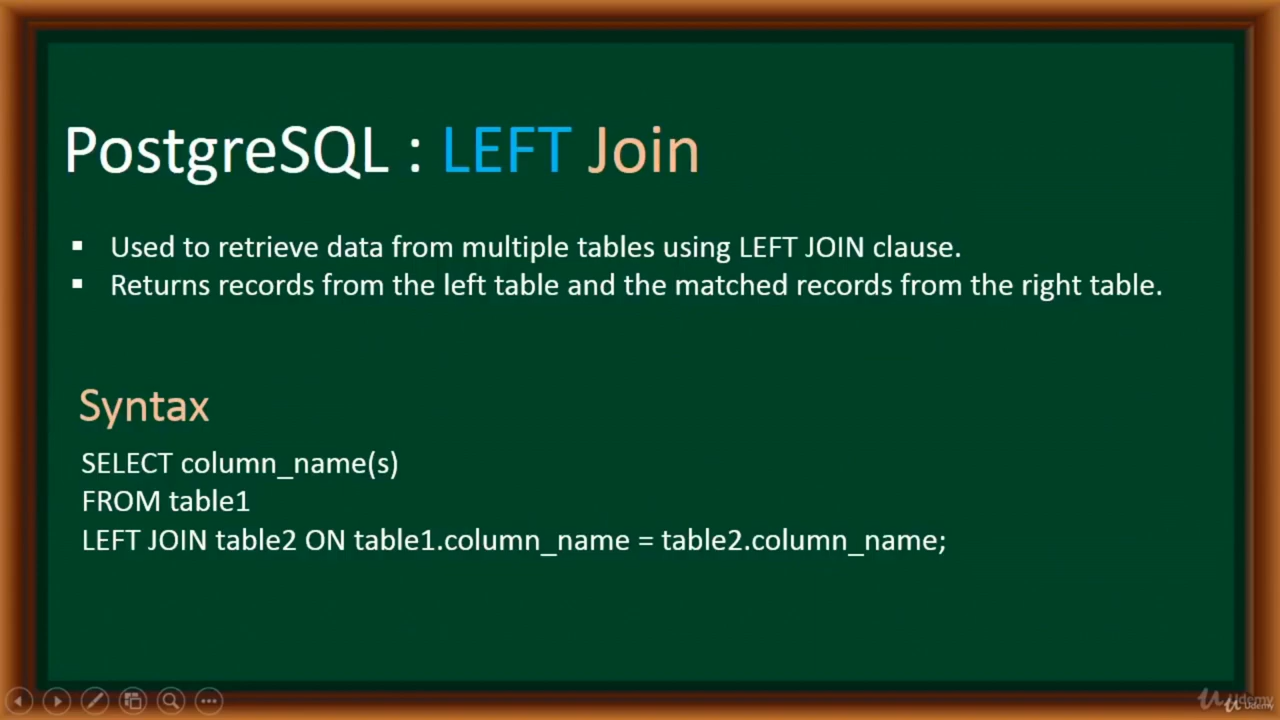 PostgreSQL : LEFT Join
▪ Used to retrieve data from multiple tables using LEFT JOIN clause.
▪ Returns records from the left table and the matched records from the right table.
Syntax
SELECT column_name(s)
FROM table1
LEFT JOIN table2 ON table1.column_name = table2.column_name;
Udemy
Udemy